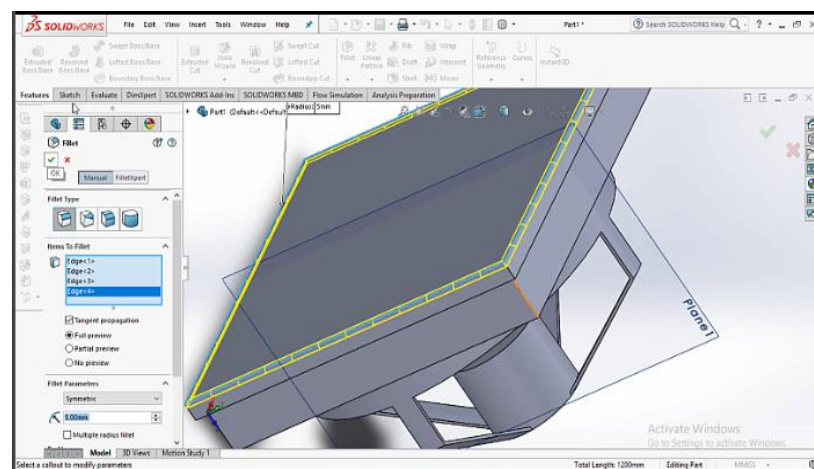 SOLIDWORKS File Edit View Insert Tools Window Help Part1 * Search SOLIDWORKS Help
Extruded Boss/Base
Revolved Boss/Base
Swept Boss/Base
Lofted Boss/Base
Boundary Boss/Base
Extruded Cut
Hole Wizard
Revolved Cut
Swept Cut
Lofted Cut
Boundary Cut
Fillet
Linear Pattern
Rib
Draft
Shell
Wrap
Intersect
Mirror
Reference Geometry
Curves
Instant3D
Features Sketch Evaluate DimXpert SOLIDWORKS Add-Ins SOLIDWORKS MBD Flow Simulation Analysis Preparation
Part1 (Default<<Default
Radius: 5mm
Fillet
OK
Manual FilletXpert
Fillet Type
Items To Fillet
Edge<1>
Edge<2>
Edge<3>
Edge<4>
Tangent propagation
Full preview
Partial preview
No preview
Fillet Parameters
Symmetric
5.00mm
Multiple radius fillet
Plane1
Activate Windows
Go to Settings to activate Windows.
Model 3D Views Motion Study 1
Select a callout to modify parameters Total Length: 1200mm Editing Part MMGS